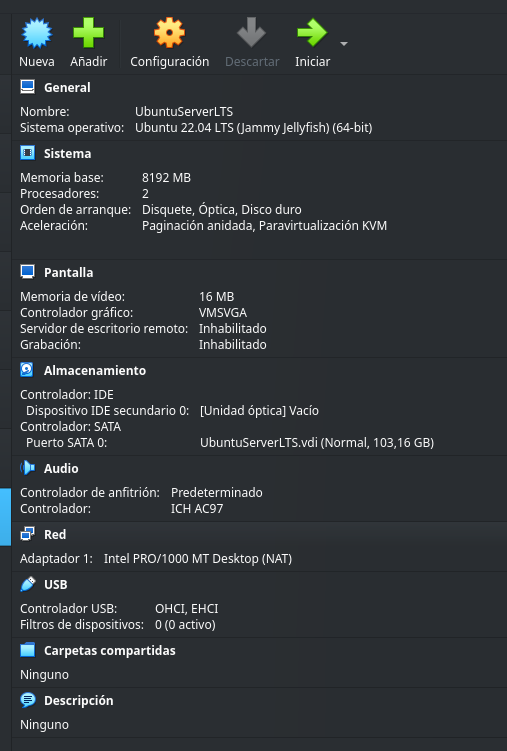 Nueva Añadir Configuración Descartar Iniciar
General
Nombre: UbuntuServerLTS
Sistema operativo: Ubuntu 22.04 LTS (Jammy Jellyfish) (64-bit)
Sistema
Memoria base: 8192 MB
Procesadores: 2
Orden de arranque: Disquete, Óptica, Disco duro
Aceleración: Paginación anidada, Paravirtualización KVM
Pantalla
Memoria de vídeo: 16 MB
Controlador gráfico: VMSVGA
Servidor de escritorio remoto: Inhabilitado
Grabación: Inhabilitado
Almacenamiento
Controlador: IDE
Dispositivo IDE secundario 0: [Unidad óptica] Vacío
Controlador: SATA
Puerto SATA 0: UbuntuServerLTS.vdi (Normal, 103,16 GB)
Audio
Controlador de anfitrión: Predeterminado
Controlador: ICH AC97
Red
Adaptador 1: Intel PRO/1000 MT Desktop (NAT)
USB
Controlador USB: OHCI, EHCI
Filtros de dispositivos: 0 (0 activo)
Carpetas compartidas
Ninguno
Descripción
Ninguno